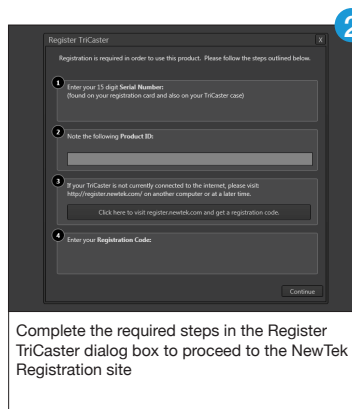 2
Register TriCaster X
Registration is required in order to use this product. Please follow the steps outlined below.
1 Enter your 15 digit Serial Number:
(found on your registration card and also on your TriCaster case)
2 Note the following Product ID:
3 If your TriCaster is not currently connected to the internet, please visit
http://register.newtek.com/ on another computer or at a later time.
Click here to visit register.newtek.com and get a registration code.
4 Enter your Registration Code:
Continue
Complete the required steps in the Register
TriCaster dialog box to proceed to the NewTek
Registration site